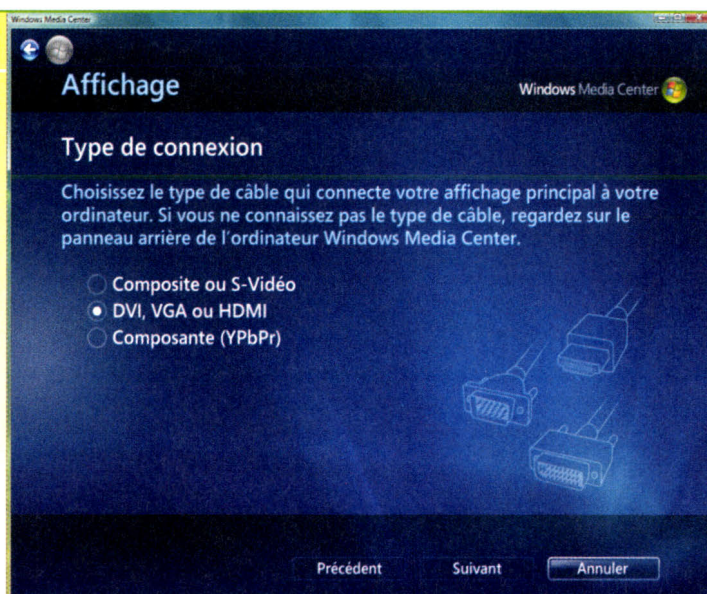 Windows Media Center
Affichage
Windows Media Center
Type de connexion
Choisissez le type de câble qui connecte votre affichage principal à votre
ordinateur. Si vous ne connaissez pas le type de câble, regardez sur le
panneau arrière de l'ordinateur Windows Media Center.
Composite ou S-Vidéo
DVI, VGA ou HDMI
Composante (YPbPr)
Précédent
Suivant
Annuler